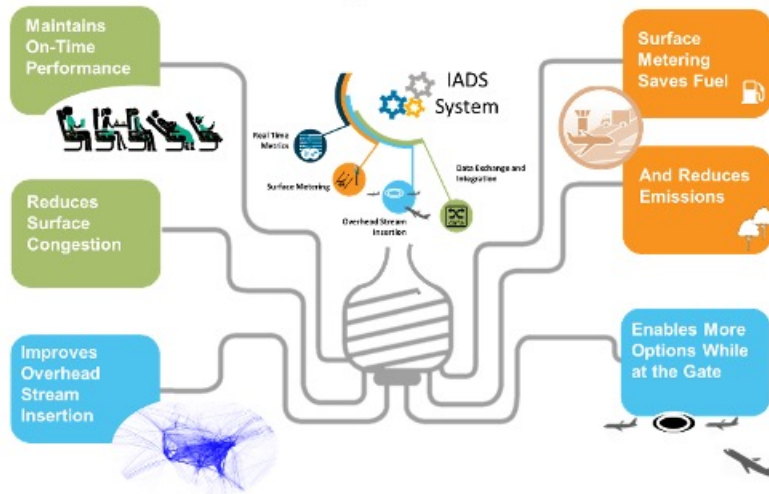 Maintains
On-Time
Performance
IADS
System
Real Time
Metrics
Surface Metering
Overhead Stream
Insertion
Data Exchange and
Integration
Surface
Metering
Saves Fuel
Reduces
Surface
Congestion
And Reduces
Emissions
Improves
Overhead
Stream
Insertion
Enables More
Options While
at the Gate